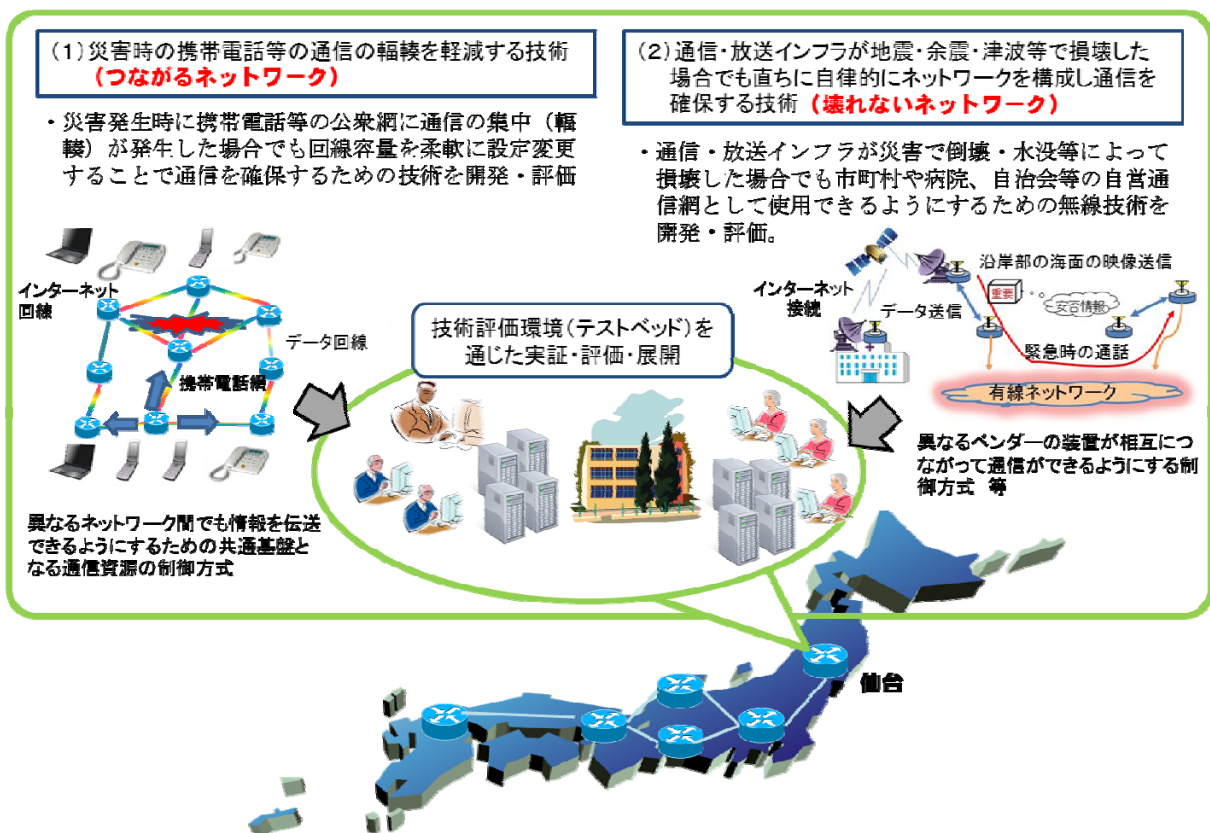 (1)災害時の携帯電話等の通信の輻輳を軽減する技術
(つながるネットワーク)
・災害発生時に携帯電話等の公衆網に通信の集中(輻
輳)が発生した場合でも回線容量を柔軟に設定変更
することで通信を確保するための技術を開発・評価
インターネット
回線
データ回線
携帯電話網
異なるネットワーク間でも情報を伝送
できるようにするための共通基盤と
なる通信資源の制御方式
(2)通信・放送インフラが地震・余震・津波等で損壊した
場合でも直ちに自律的にネットワークを構成し通信を
確保する技術(壊れないネットワーク)
・通信・放送インフラが災害で倒壊・水没等によって
損壊した場合でも市町村や病院、自治会等の自営通
信網として使用できるようにするための無線技術を
開発・評価。
インターネット
接続
沿岸部の海面の映像送信
データ送信
重要
安否情報
緊急時の通話
有線ネットワーク
異なるベンダーの装置が相互につ
ながって通信ができるようにする制
御方式 等
技術評価環境(テストベッド)を
通じた実証・評価・展開
仙台